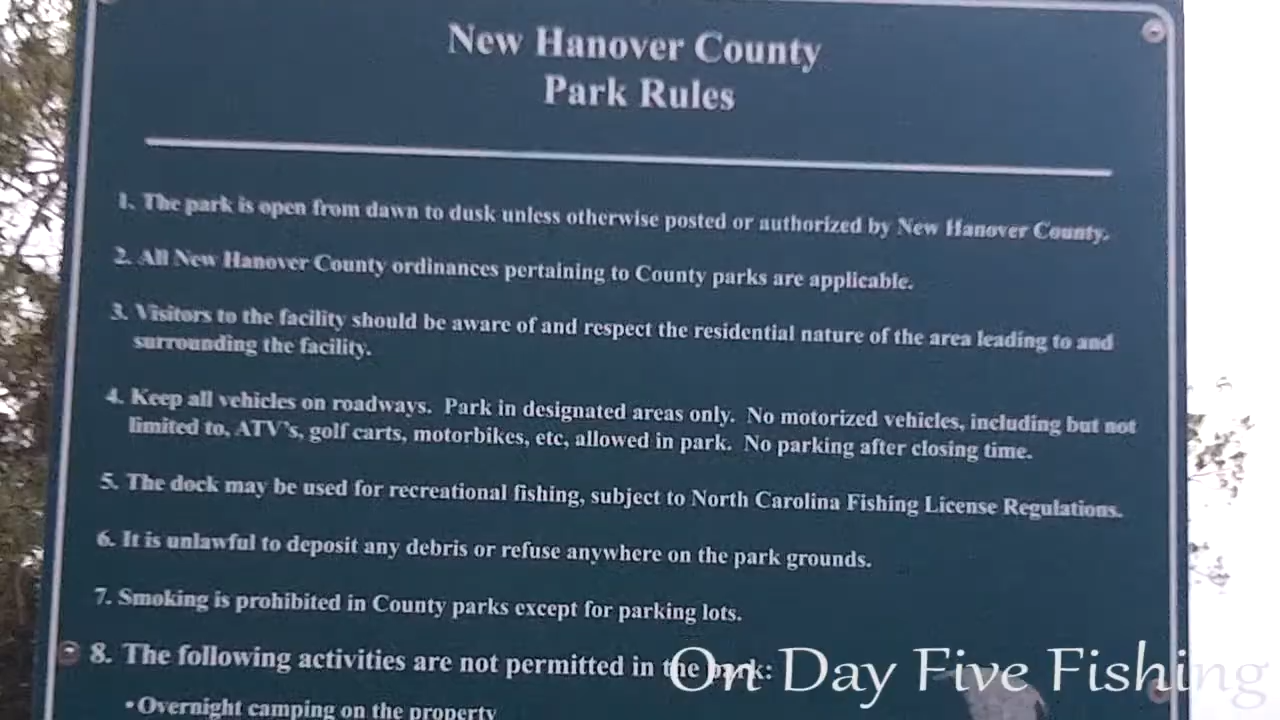 New Hanover County
Park Rules
1. The park is open from dawn to dusk unless otherwise posted or authorized by New Hanover County.
2. All New Hanover County ordinances pertaining to County parks are applicable.
3. Visitors to the facility should be aware of and respect the residential nature of the area leading to and
surrounding the facility.
4. Keep all vehicles on roadways. Park in designated areas only. No motorized vehicles, including but not
limited to, ATV's, golf carts, motorbikes, etc, allowed in park. No parking after closing time.
5. The dock may be used for recreational fishing, subject to North Carolina Fishing License Regulations.
6. It is unlawful to deposit any debris or refuse anywhere on the park grounds.
7. Smoking is prohibited in County parks except for parking lots.
8. The following activities are not permitted in the park:
• Overnight camping on the property
On Day Five Fishing